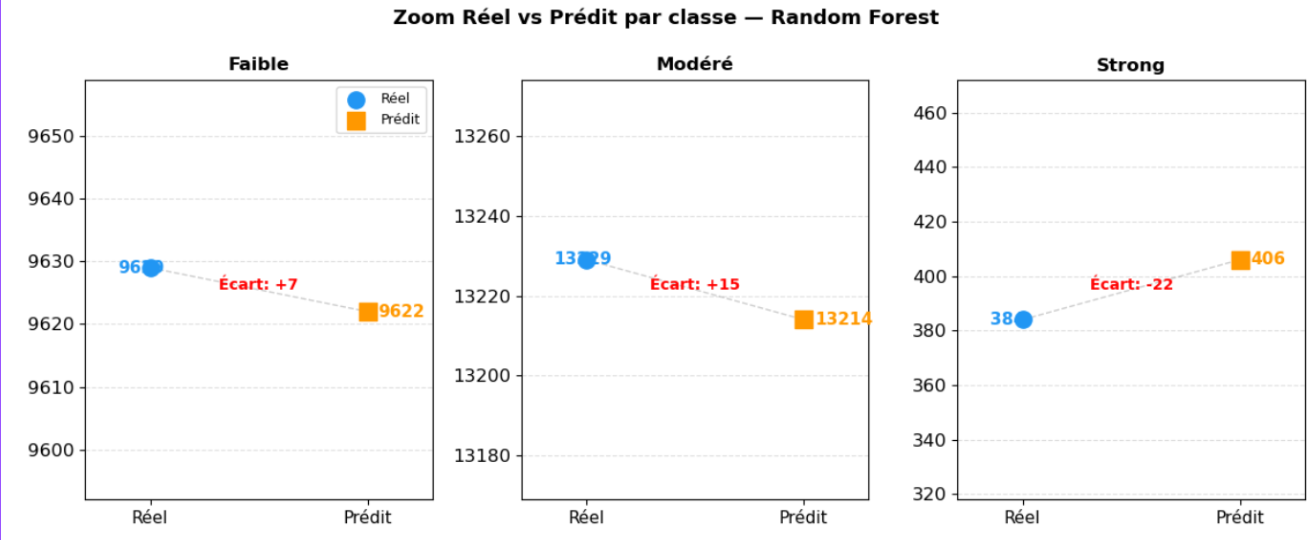 Zoom Réel vs Prédit par classe — Random Forest
Faible
Réel
Prédit
9650
9640
9630
9620
9610
9600
Écart: +7
9622
Réel
Prédit
Modéré
13260
13240
13220
13200
13180
13229
Écart: +15
13214
Réel
Prédit
Strong
460
440
420
400
380
360
340
320
Écart: -22
406
Réel
Prédit